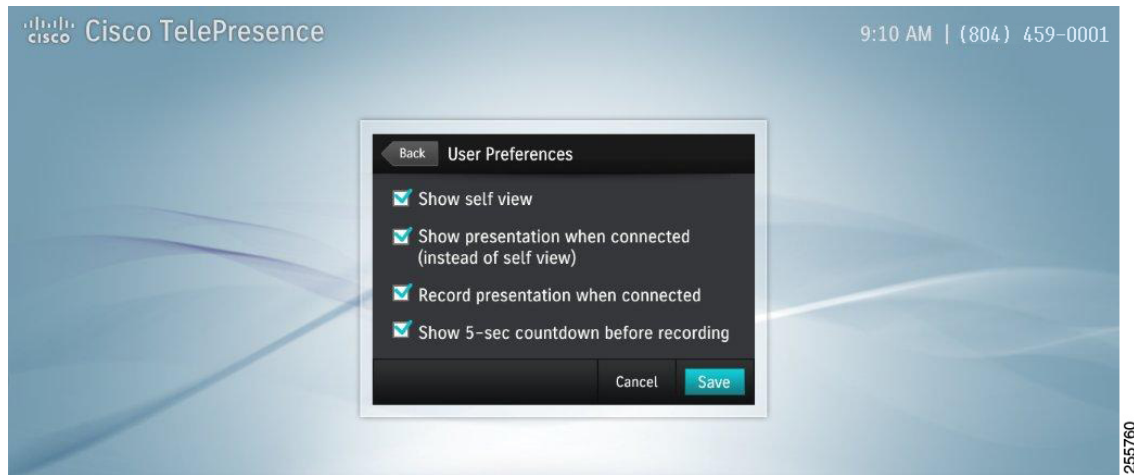 CISCO Cisco TelePresence
9:10 AM | (804) 459-0001
Back User Preferences
Show self view
Show presentation when connected
(instead of self view)
Record presentation when connected
Show 5-sec countdown before recording
Cancel Save
255760